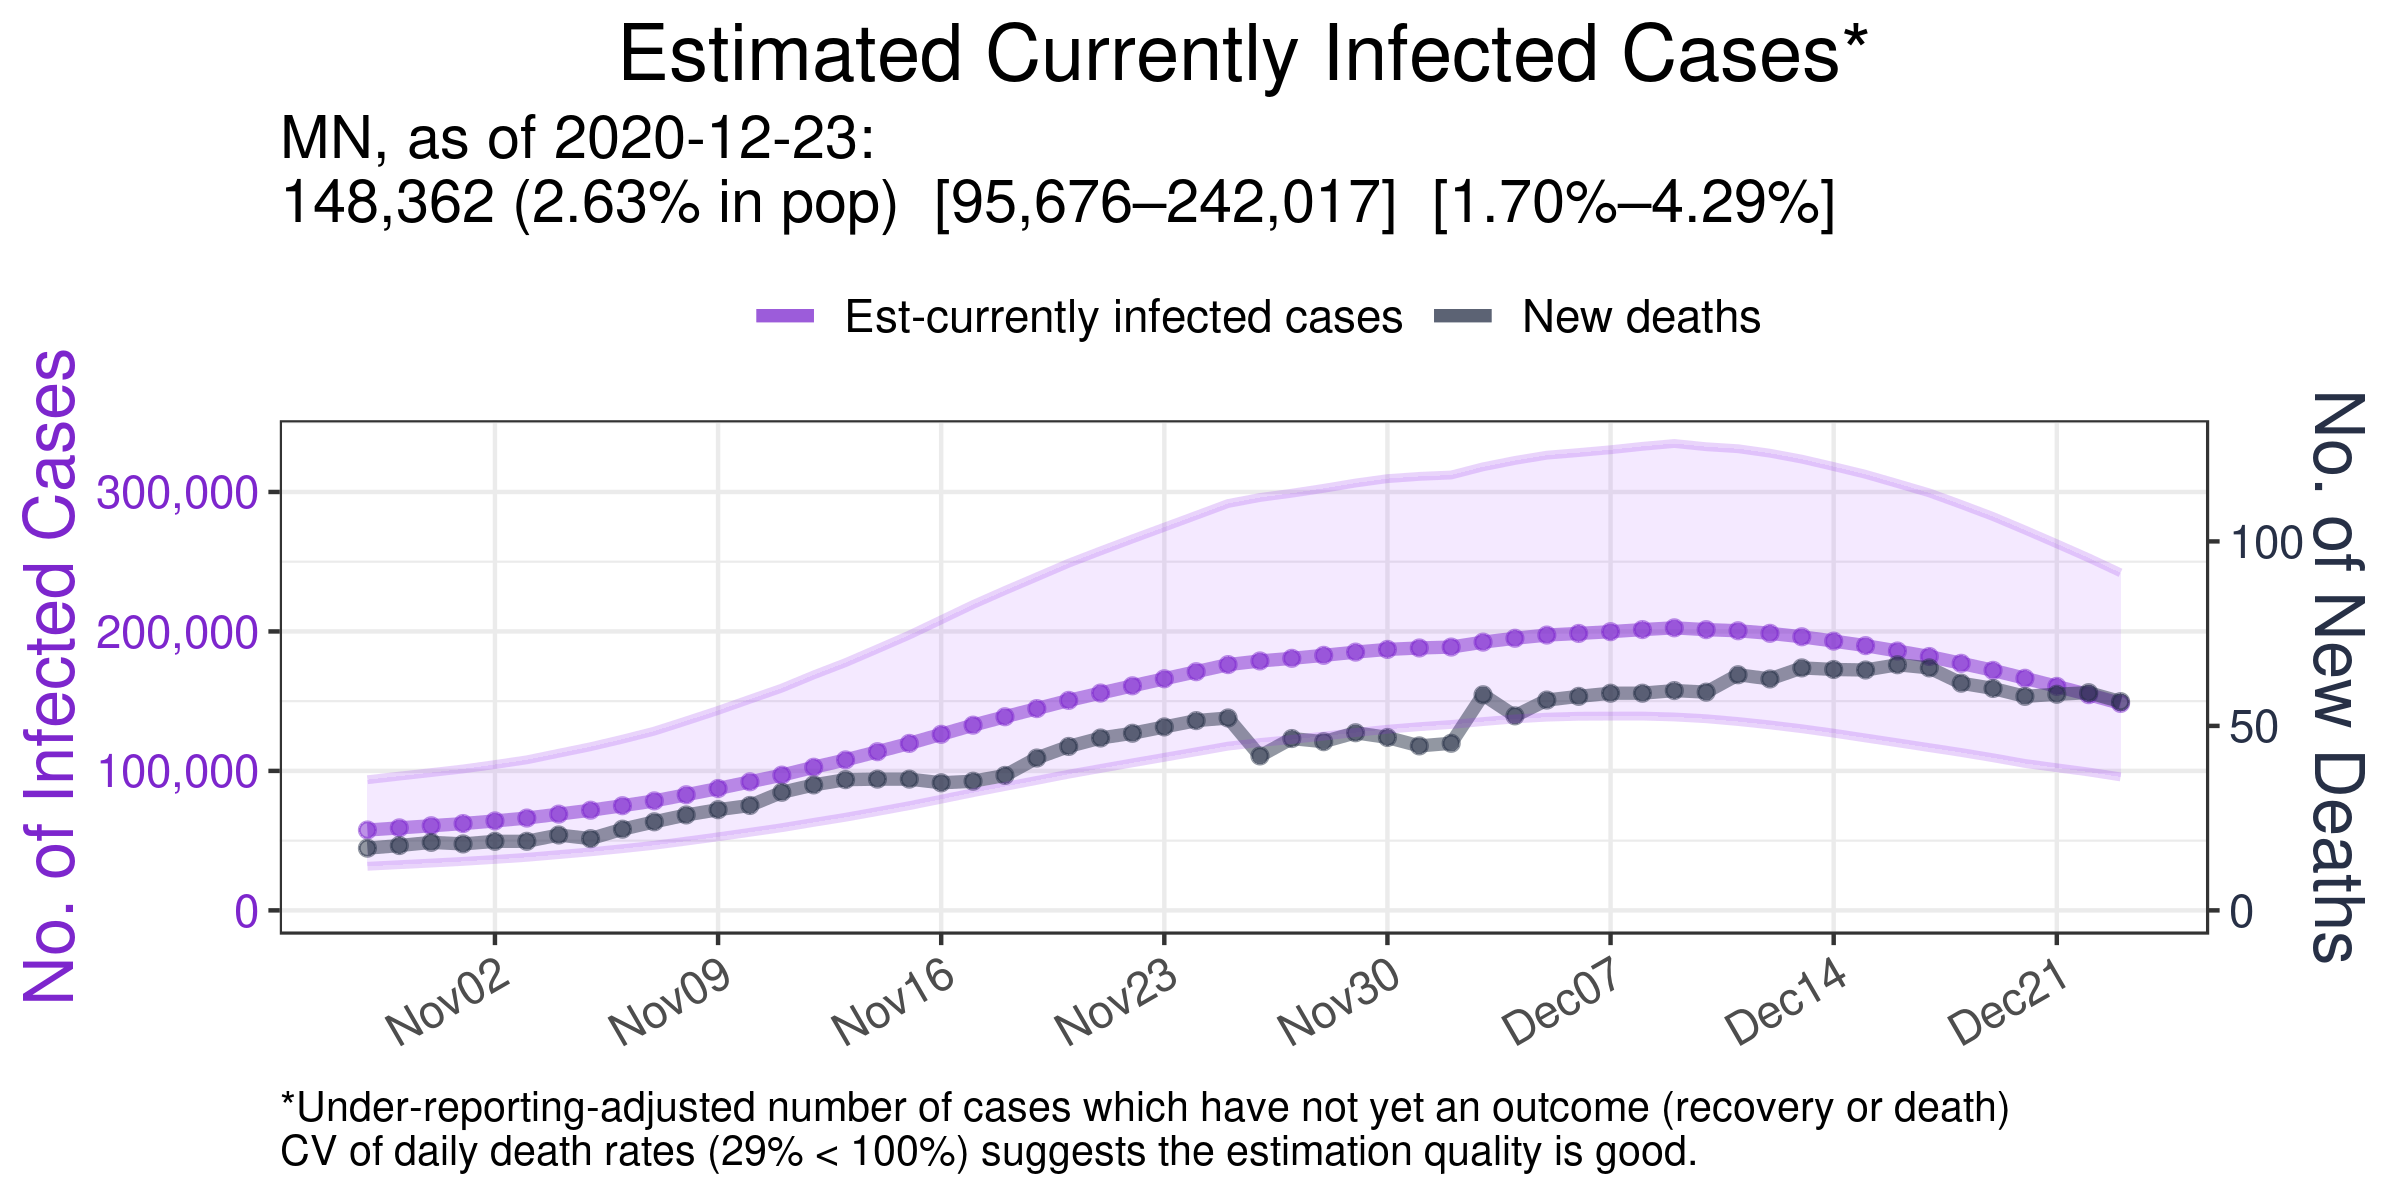 Estimated Currently Infected Cases*
MN, as of 2020-12-23:
148,362 (2.63% in pop)  [95,676–242,017]  [1.70%–4.29%]
Est-currently infected cases
New deaths
No. of Infected Cases
300,000
200,000
100,000
0
No. of New Deaths
100
50
0
Nov02
Nov09
Nov16
Nov23
Nov30
Dec07
Dec14
Dec21
*Under-reporting-adjusted number of cases which have not yet an outcome (recovery or death)
CV of daily death rates (29% < 100%) suggests the estimation quality is good.